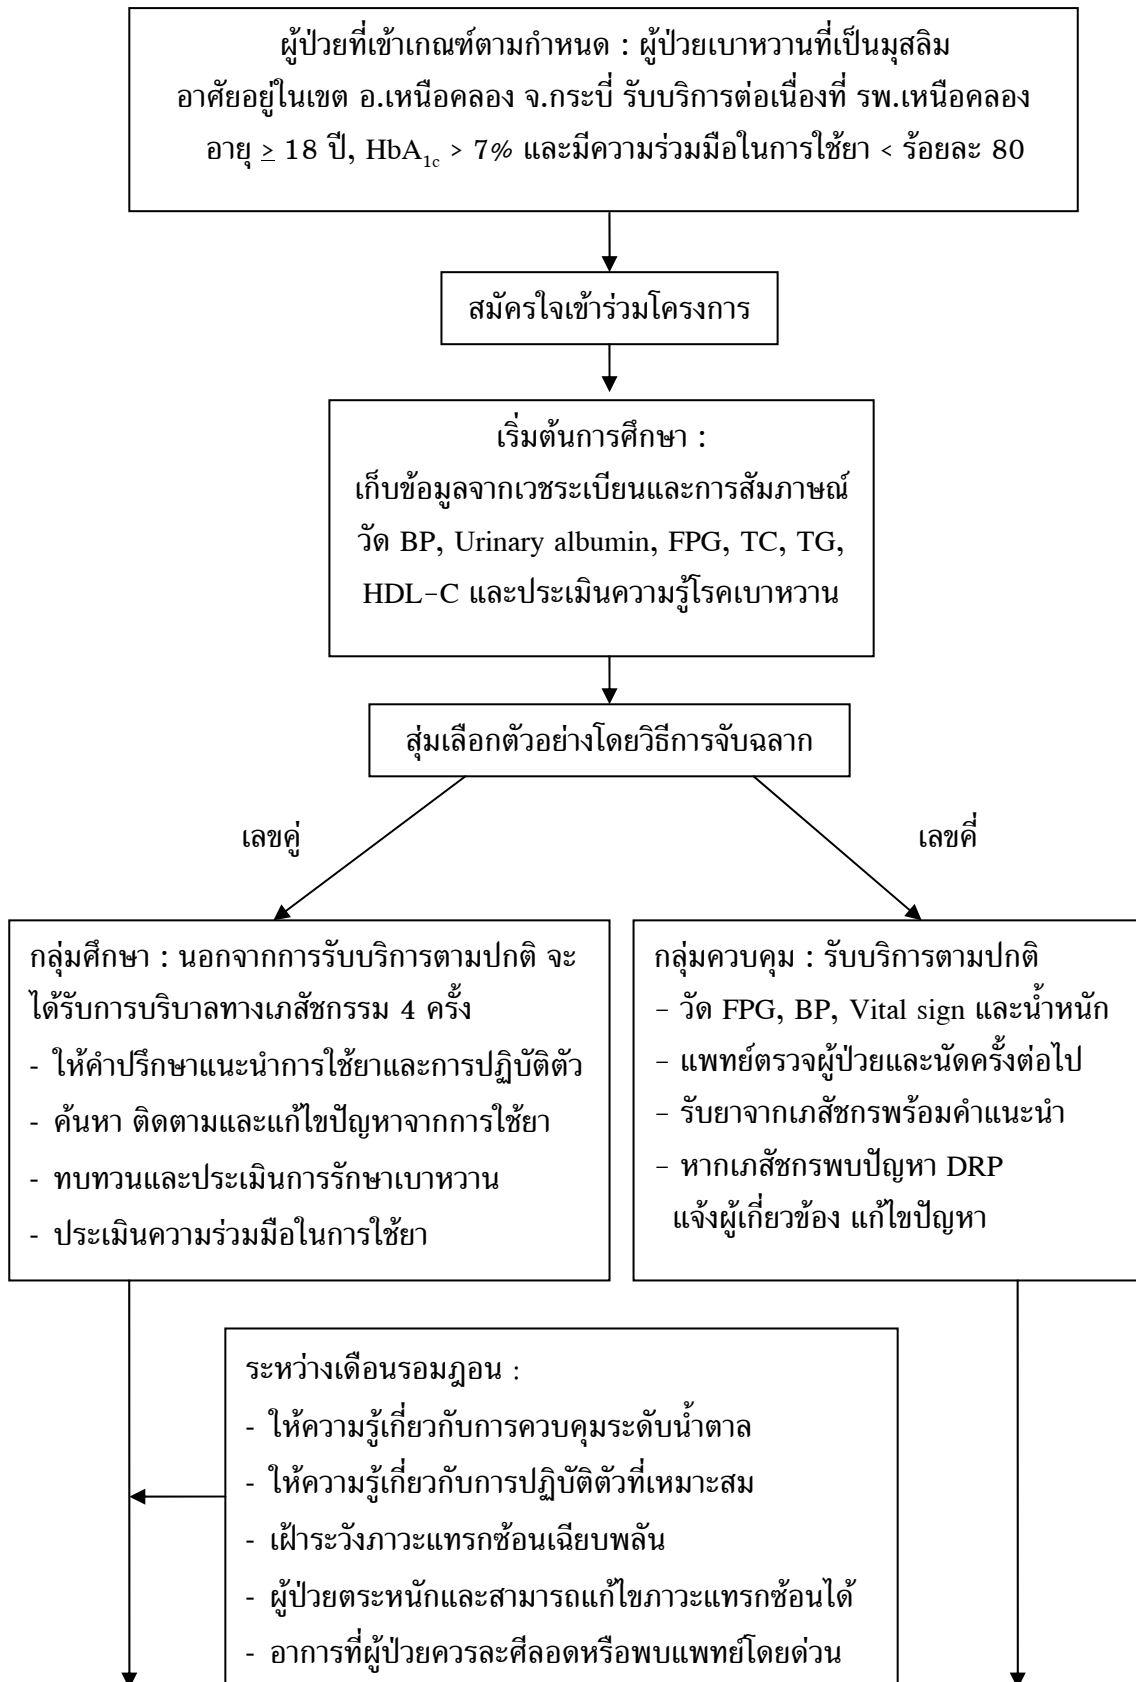 ผู้ป่วยที่เข้าเกณฑ์ตามกำหนด : ผู้ป่วยเบาหวานที่เป็นมุสลิม
อาศัยอยู่ในเขต อ.เหนือคลอง จ.กระบี่ รับบริการต่อเนื่องที่ รพ.เหนือคลอง
อายุ ≥ 18 ปี, HbA₁c > 7% และมีความร่วมมือในการใช้ยา < ร้อยละ 80
สมัครใจเข้าร่วมโครงการ
เริ่มต้นการศึกษา :
เก็บข้อมูลจากเวชระเบียนและการสัมภาษณ์
วัด BP, Urinary albumin, FPG, TC, TG,
HDL-C และประเมินความรู้โรคเบาหวาน
สุ่มเลือกตัวอย่างโดยวิธีการจับฉลาก
เลขคู่
เลขคี่
กลุ่มศึกษา : นอกจากการรับบริการตามปกติ จะ
ได้รับการบริบาลทางเภสัชกรรม 4 ครั้ง
- ให้คำปรึกษาแนะนำการใช้ยาและการปฏิบัติตัว
- ค้นหา ติดตามและแก้ไขปัญหาจากการใช้ยา
- ทบทวนและประเมินการรักษาเบาหวาน
- ประเมินความร่วมมือในการใช้ยา
กลุ่มควบคุม : รับบริการตามปกติ
- วัด FPG, BP, Vital sign และน้ำหนัก
- แพทย์ตรวจผู้ป่วยและนัดครั้งต่อไป
- รับยาจากเภสัชกรพร้อมคำแนะนำ
- หากเภสัชกรพบปัญหา DRP
แจ้งผู้เกี่ยวข้อง แก้ไขปัญหา
ระหว่างเดือนรอมฎอน :
- ให้ความรู้เกี่ยวกับการควบคุมระดับน้ำตาล
- ให้ความรู้เกี่ยวกับการปฏิบัติตัวที่เหมาะสม
- เฝ้าระวังภาวะแทรกซ้อนเฉียบพลัน
- ผู้ป่วยตระหนักและสามารถแก้ไขภาวะแทรกซ้อนได้
- อาการที่ผู้ป่วยควรละศีลอดหรือพบแพทย์โดยด่วน